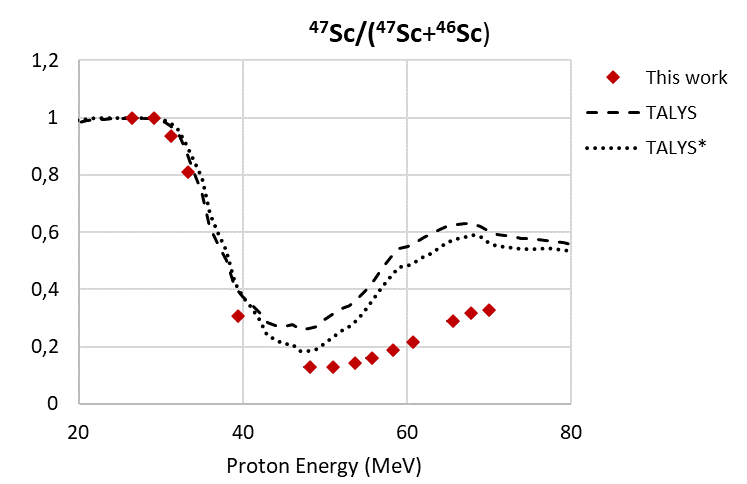 ⁴⁷Sc/(⁴⁷Sc+⁴⁶Sc)
1,2
1
0,8
0,6
0,4
0,2
0
20 40 60 80
Proton Energy (MeV)
This work
TALYS
TALYS*